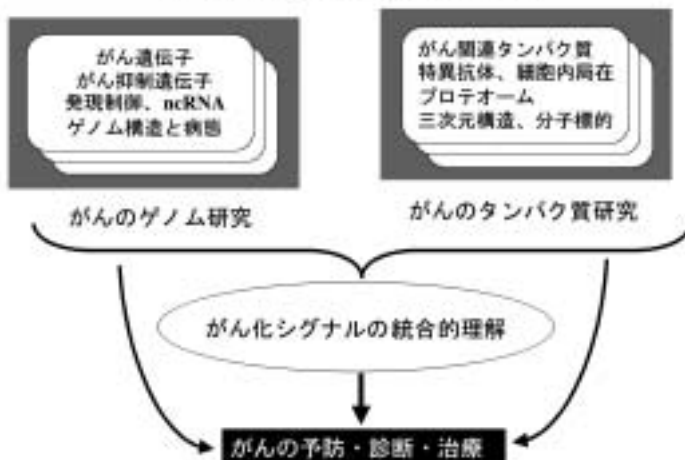 がん遺伝子
がん抑制遺伝子
発現制御、ncRNA
ゲノム構造と病態
がん関連タンパク質
特異抗体、細胞内局在
プロテオーム
三次元構造、分子標的
がんのゲノム研究
がんのタンパク質研究
がん化シグナルの統合的理解
がんの予防・診断・治療